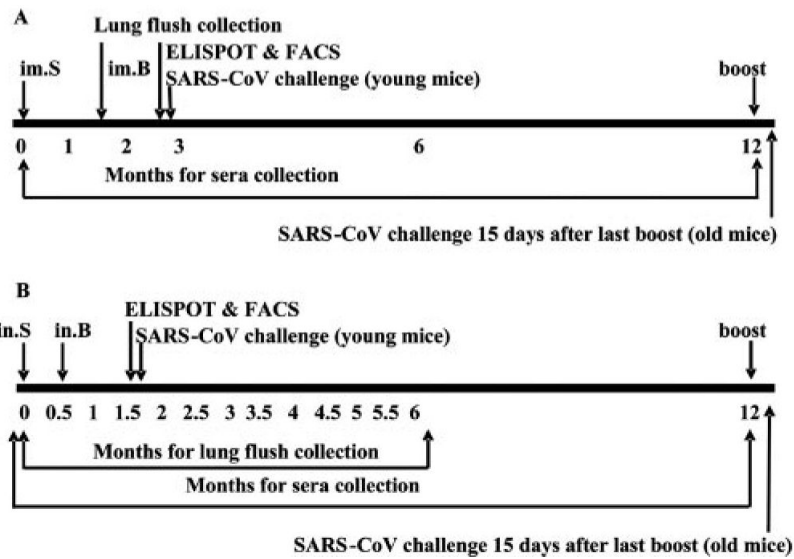 A
Lung flush collection
im.S
im.B
ELISPOT & FACS
SARS-CoV challenge (young mice)
boost
0 1 2 3 6 12
Months for sera collection
SARS-CoV challenge 15 days after last boost (old mice)
B
in.S
in.B
ELISPOT & FACS
SARS-CoV challenge (young mice)
boost
0 0.5 1 1.5 2 2.5 3 3.5 4 4.5 5 5.5 6 12
Months for lung flush collection
Months for sera collection
SARS-CoV challenge 15 days after last boost (old mice)